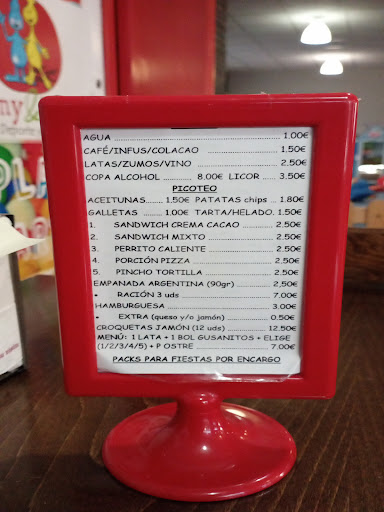 ny
Deporte
AGUA 1.00€
CAFÉ/INFUS/COLACAO 1.50€
LATAS/ZUMOS/VINO 2.50€
COPA ALCOHOL 8.00€ LICOR 3.50€
PICOTEO
ACEITUNAS 1.50€ PATATAS chips 1.80€
GALLETAS 1.00€ TARTA/HELADO. 1.50€
1. SANDWICH CREMA CACAO 2.50€
2. SANDWICH MIXTO 2.50€
3. PERRITO CALIENTE 2.50€
4. PORCIÓN PIZZA 2.50€
5. PINCHO TORTILLA 2.50€
EMPANADA ARGENTINA (90gr) 2.50€
• RACIÓN 3 uds 7.00€
HAMBURGUESA 3.00€
• EXTRA (queso y/o jamón) 0.50€
CROQUETAS JAMÓN (12 uds) 12.50€
MENÚ: 1 LATA + 1 BOL GUSANITOS + ELIGE
(1/2/3/4/5) + P OSTRE 7.00€
PACKS PARA FIESTAS POR ENCARGO